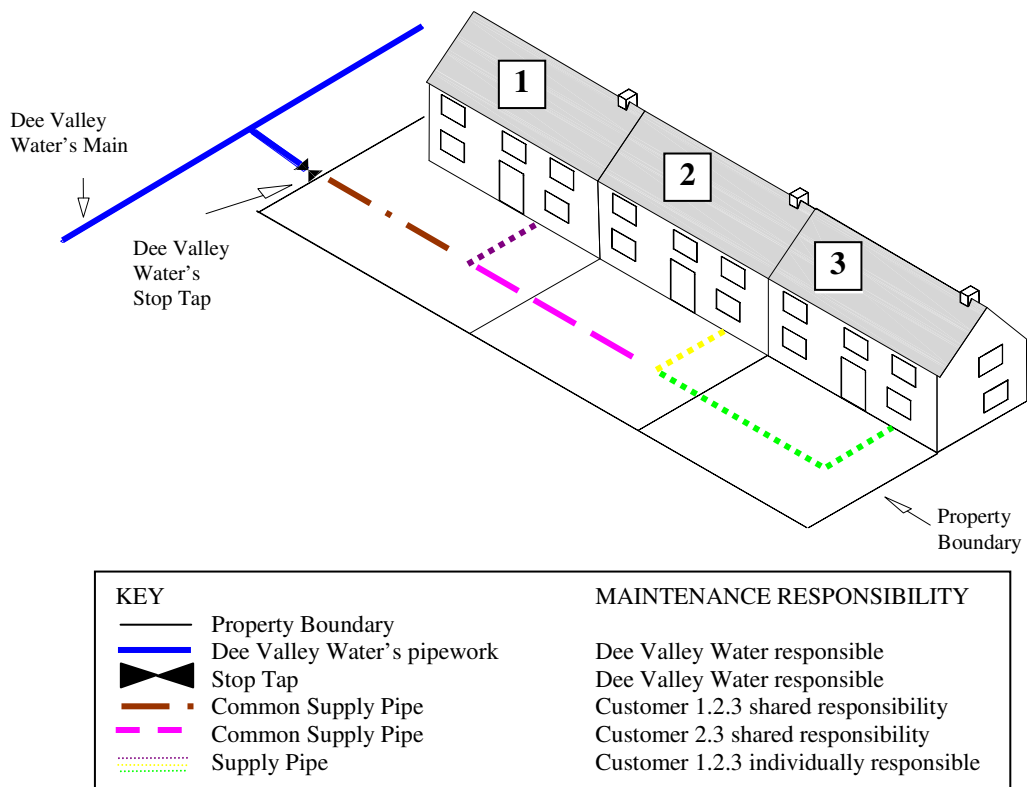 1
2
3
Dee Valley
Water's Main
Dee Valley
Water's
Stop Tap
Property
Boundary
KEY MAINTENANCE RESPONSIBILITY
Property Boundary
Dee Valley Water's pipework Dee Valley Water responsible
Stop Tap Dee Valley Water responsible
Common Supply Pipe Customer 1.2.3 shared responsibility
Common Supply Pipe Customer 2.3 shared responsibility
Supply Pipe Customer 1.2.3 individually responsible